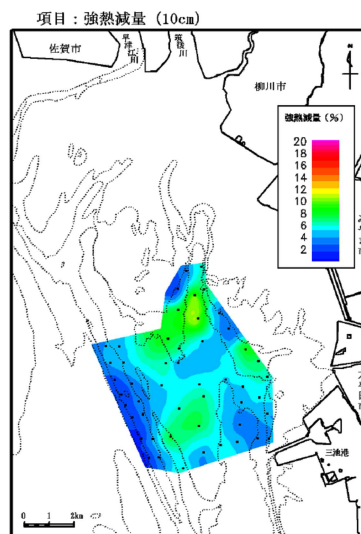 項目：強熱減量 (10cm)
佐賀市
早津江川
筑後川
柳川市
N
強熱減量 (%)
20
18
16
14
12
10
8
6
4
2
三池港
0 1 2km